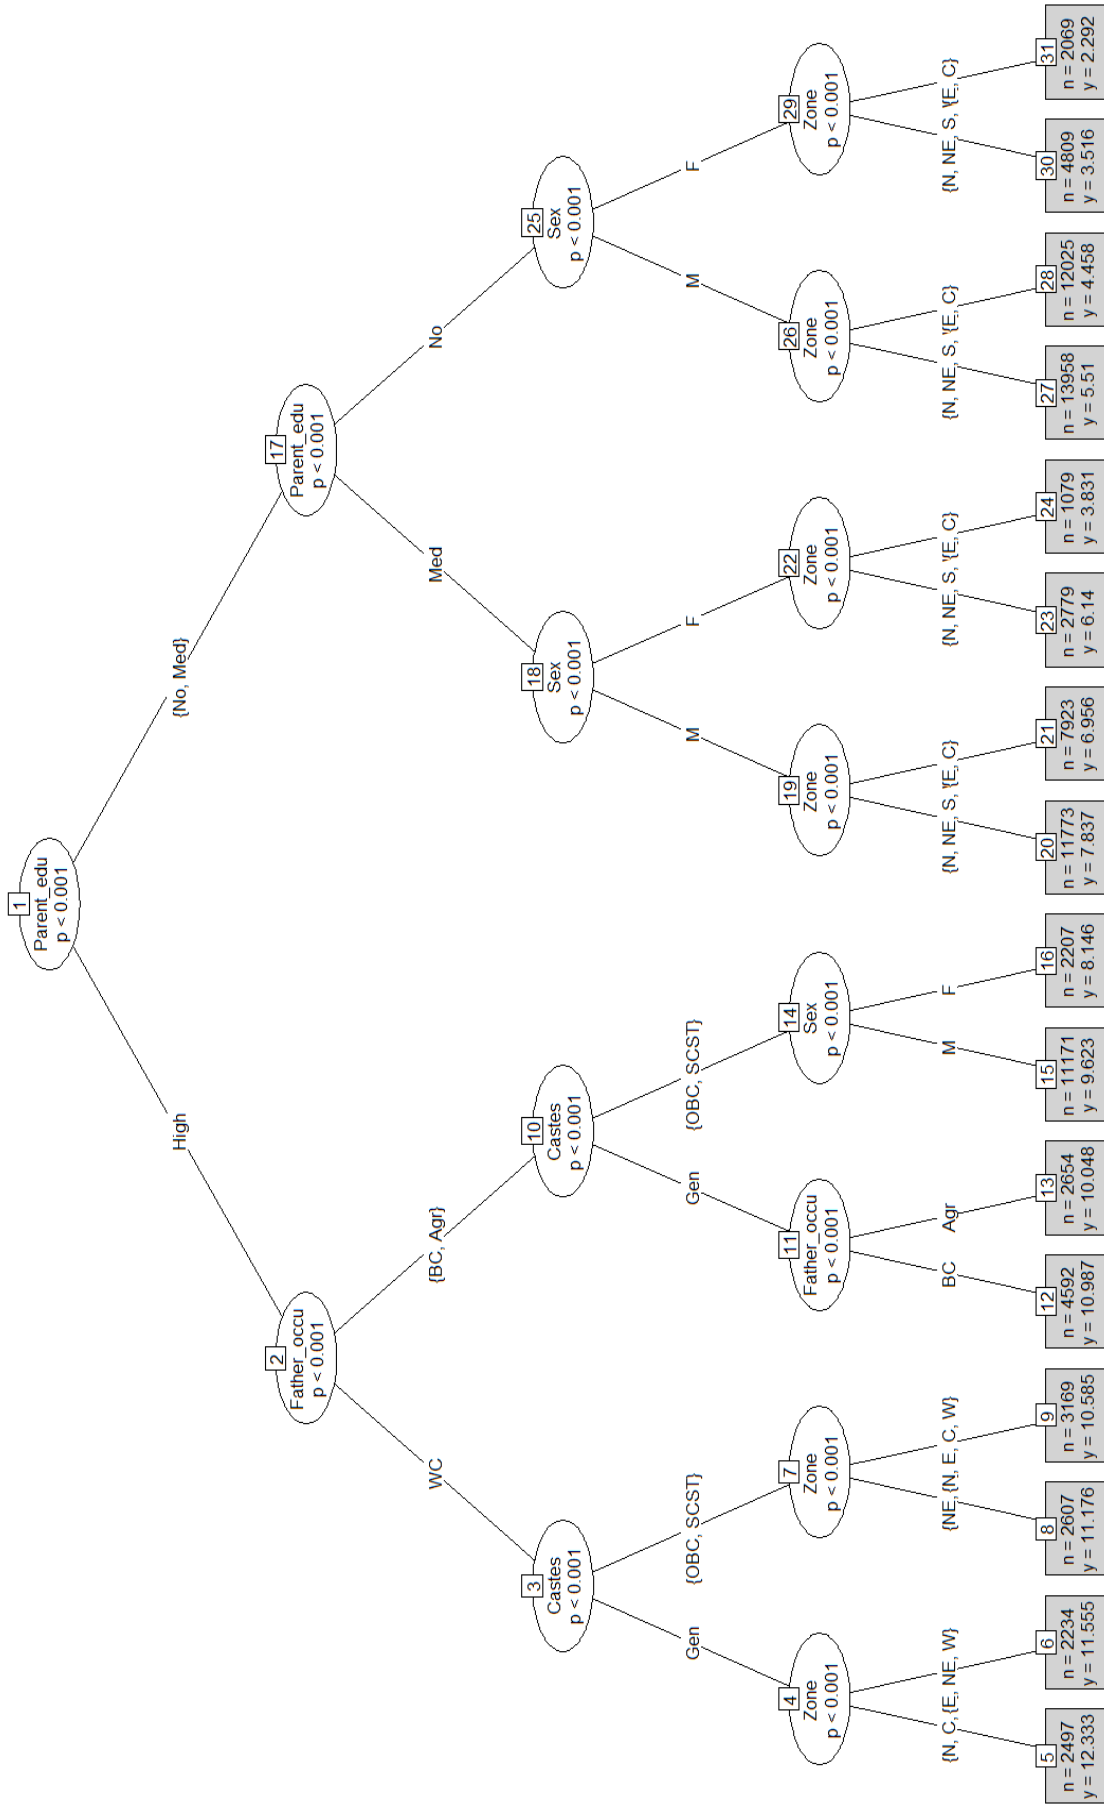 1
Parent_edu
p < 0.001
High
{No, Med}
2
Father_occu
p < 0.001
WC
{BC, Agr}
3
Castes
p < 0.001
Gen
{OBC, SCST}
4
Zone
p < 0.001
{N, C, {E, NE, W}
5
n = 2497
y = 12.333
6
n = 2234
y = 11.555
7
Zone
p < 0.001
{NE, {N, E, C, W}
8
n = 2607
y = 11.176
9
n = 3169
y = 10.585
10
Castes
p < 0.001
Gen
{OBC, SCST}
11
Father_occu
p < 0.001
BC
Agr
12
n = 4592
y = 10.987
13
n = 2654
y = 10.048
14
Sex
p < 0.001
M
F
15
n = 11171
y = 9.623
16
n = 2207
y = 8.146
17
Parent_edu
p < 0.001
Med
No
18
Sex
p < 0.001
M
F
19
Zone
p < 0.001
{N, NE, S, {E, C}
20
n = 11773
y = 7.837
21
n = 7923
y = 6.956
22
Zone
p < 0.001
{N, NE, S, {E, C}
23
n = 2779
y = 6.14
24
n = 1079
y = 3.831
25
Sex
p < 0.001
M
F
26
Zone
p < 0.001
{N, NE, S, {E, C}
27
n = 13958
y = 5.51
28
n = 12025
y = 4.458
29
Zone
p < 0.001
{N, NE, S, {E, C}
30
n = 4809
y = 3.516
31
n = 2069
y = 2.292